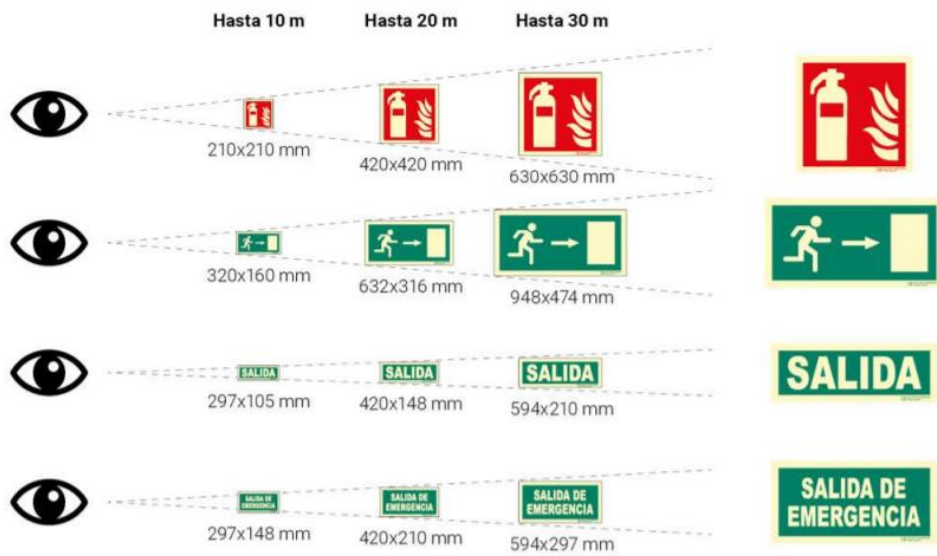 Hasta 10 m Hasta 20 m Hasta 30 m
210x210 mm
420x420 mm
630x630 mm
320x160 mm
632x316 mm
948x474 mm
SALIDA SALIDA SALIDA SALIDA
297x105 mm
420x148 mm
594x210 mm
SALIDA DE
EMERGENCIA
SALIDA DE
EMERGENCIA
SALIDA DE
EMERGENCIA
SALIDA DE
EMERGENCIA
297x148 mm
420x210 mm
594x297 mm